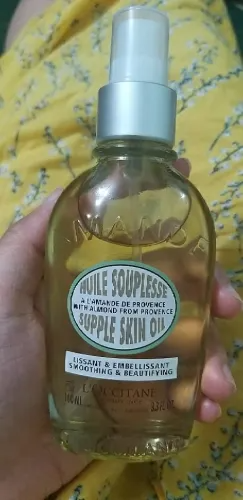 AMANDE
HUILE SOUPLESSE
À L'AMANDE DE PROVENCE
WITH ALMOND FROM PROVENCE
SUPPLE SKIN OIL
LISSANT & EMBELLISSANT
SMOOTHING & BEAUTIFYING
L'OCCITANE